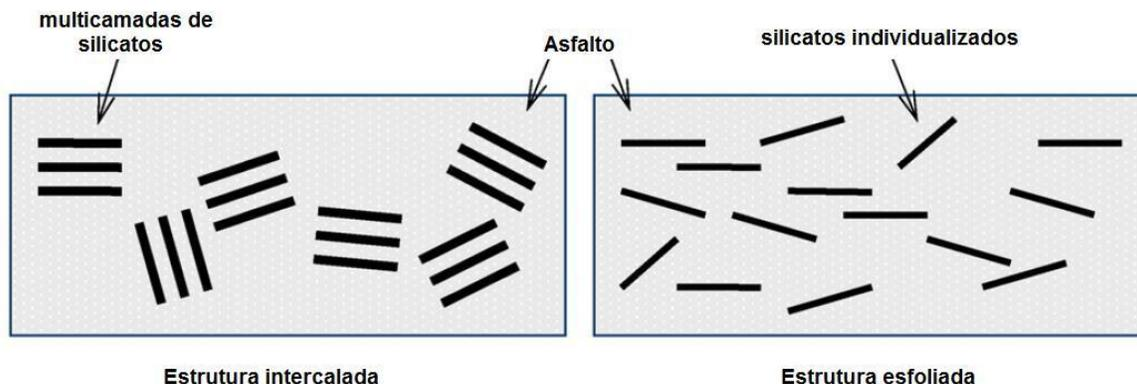 multicamadas de
silicatos
Asfalto
silicatos individualizados
Estrutura intercalada
Estrutura esfoliada